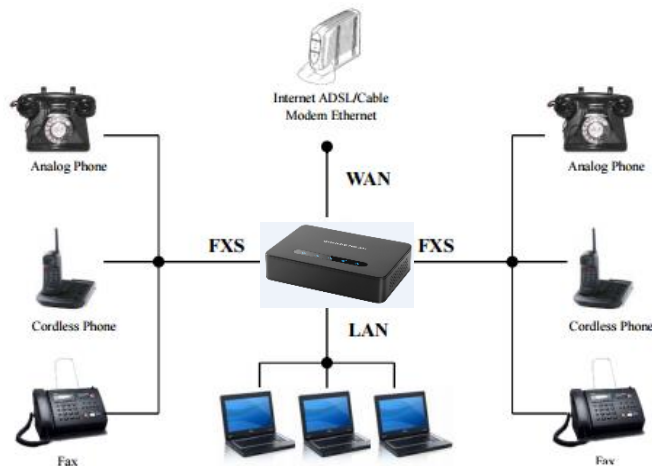 Internet ADSL/Cable
Modem Ethernet
Analog Phone
Analog Phone
WAN
FXS
FXS
Cordless Phone
Cordless Phone
LAN
Fax
Fax